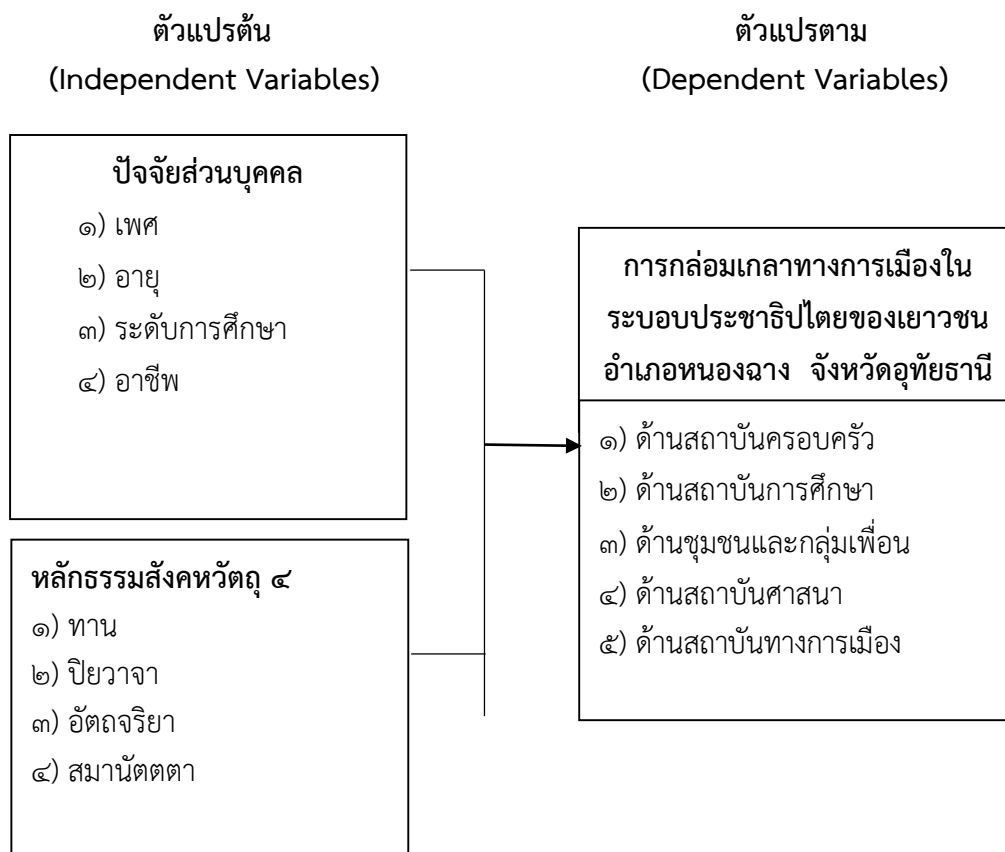 ตัวแปรต้น
(Independent Variables)
ปัจจัยส่วนบุคคล
๑) เพศ
๒) อายุ
๓) ระดับการศึกษา
๔) อาชีพ
หลักธรรมสังคหวัตถุ ๔
๑) ทาน
๒) ปิยวาจา
๓) อัตถจริยา
๔) สมานัตตตา
ตัวแปรตาม
(Dependent Variables)
การกล่อมเกลาทางการเมืองใน
ระบอบประชาธิปไตยของเยาวชน
อำเภอหนองฉาง จังหวัดอุทัยธานี
๑) ด้านสถาบันครอบครัว
๒) ด้านสถาบันการศึกษา
๓) ด้านชุมชนและกลุ่มเพื่อน
๔) ด้านสถาบันศาสนา
๕) ด้านสถาบันทางการเมือง